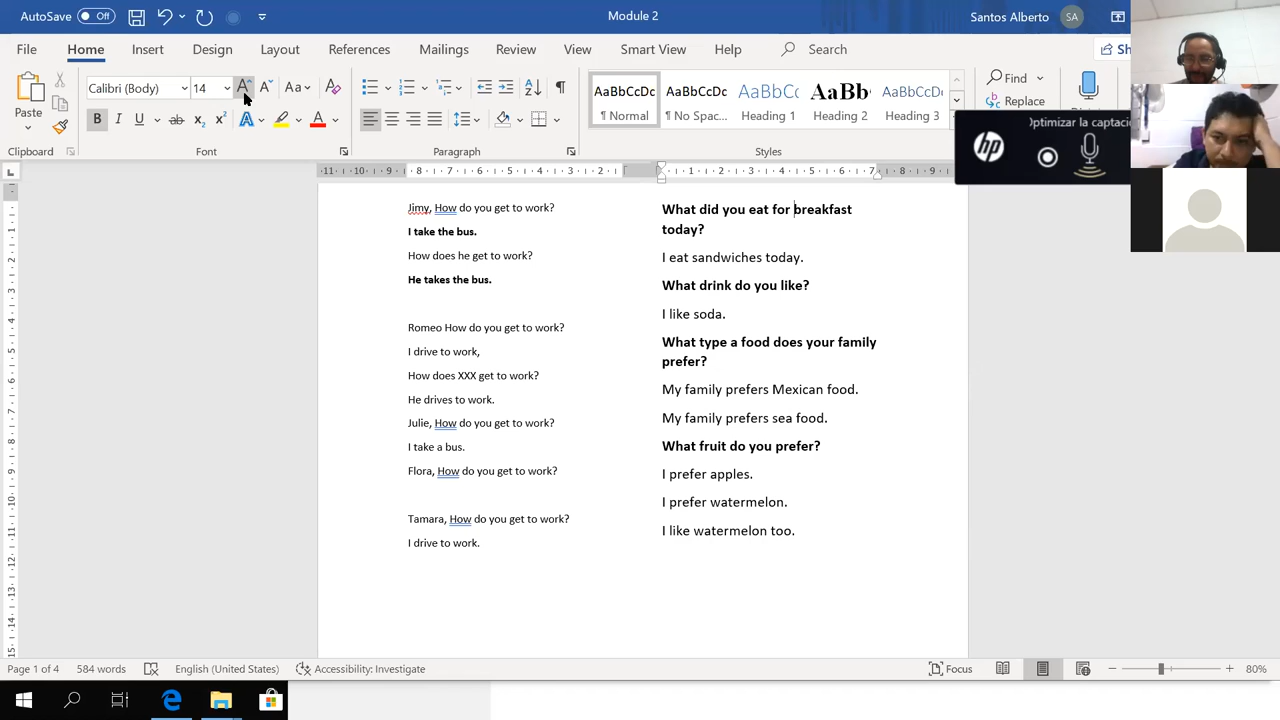 AutoSave Off
Module 2
Santos Alberto SA
File Home Insert Design Layout References Mailings Review View Smart View Help Search
Calibri (Body) 14
Aa
Paste
Find
Replace
AaBbCcDc AaBbCcDc AaBbCc AaBb AaBbCcDc
¶ Normal ¶ No Spac... Heading 1 Heading 2 Heading 3
Clipboard Font Paragraph Styles
hp
Optimizar la captació
Jimy, How do you get to work?
I take the bus.
How does he get to work?
He takes the bus.
Romeo How do you get to work?
I drive to work,
How does XXX get to work?
He drives to work.
Julie, How do you get to work?
I take a bus.
Flora, How do you get to work?
Tamara, How do you get to work?
I drive to work.
What did you eat for breakfast
today?
I eat sandwiches today.
What drink do you like?
I like soda.
What type a food does your family
prefer?
My family prefers Mexican food.
My family prefers sea food.
What fruit do you prefer?
I prefer apples.
I prefer watermelon.
I like watermelon too.
Page 1 of 4 584 words English (United States) Accessibility: Investigate Focus 80%